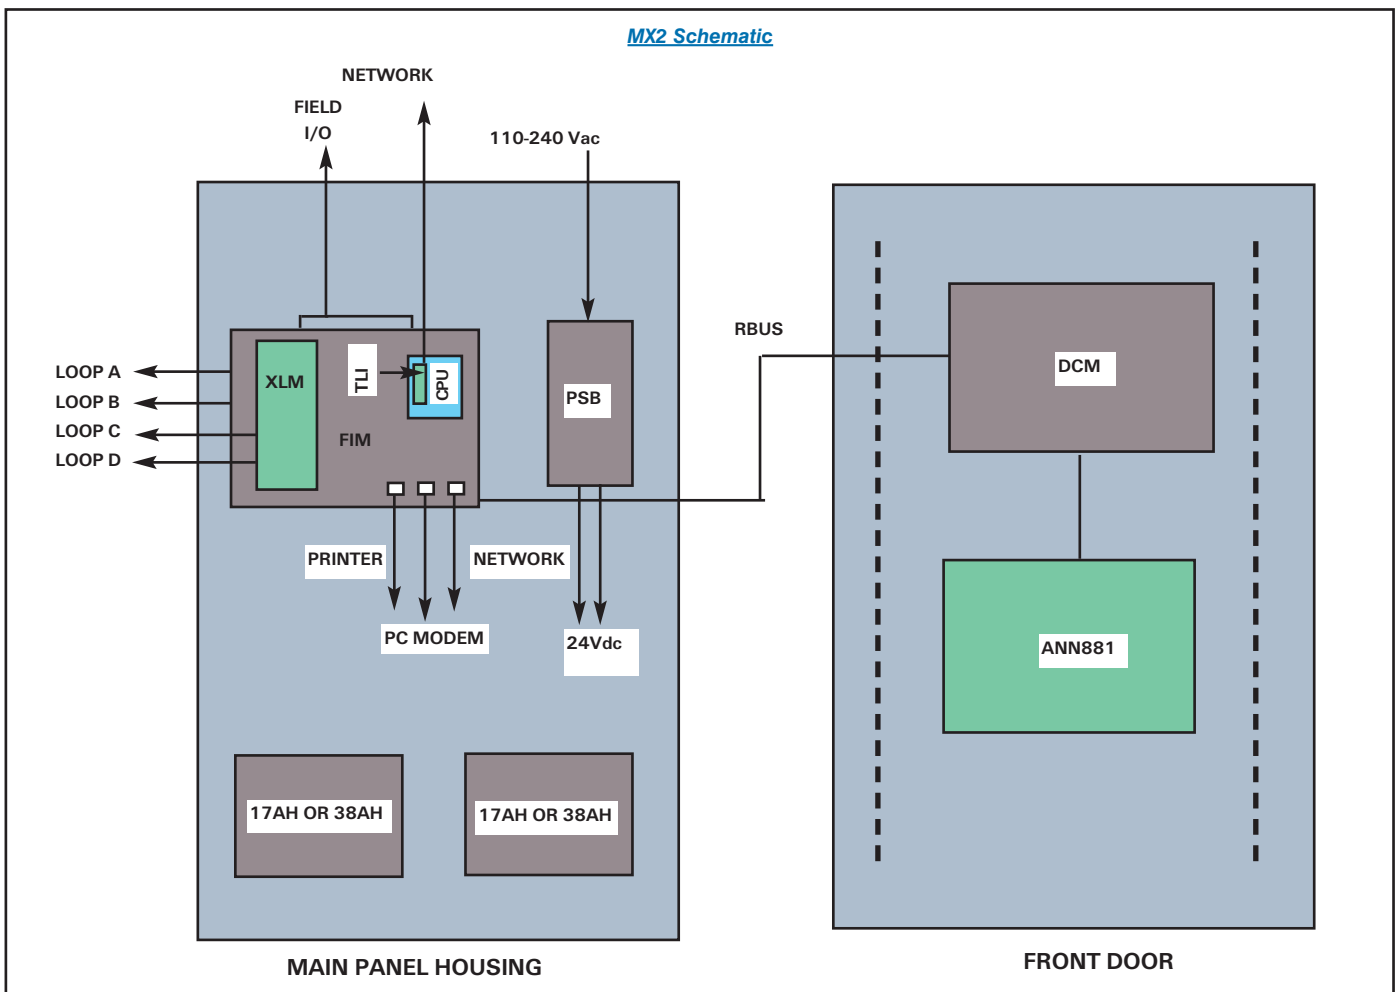 MX2 Schematic
NETWORK
FIELD
I/O
110-240 Vac
RBUS
LOOP A
LOOP B
LOOP C
LOOP D
XLM
TLI
CPU
FIM
PSB
DCM
PRINTER
NETWORK
PC MODEM
24Vdc
ANN881
17AH OR 38AH
17AH OR 38AH
MAIN PANEL HOUSING
FRONT DOOR